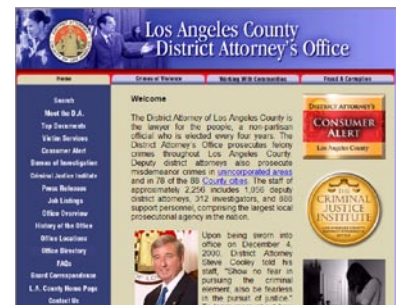 Los Angeles County
District Attorney's Office
Home
Crimes of Violence
Working With Communities
Fraud & Corruption
Search
Meet the D.A.
Top Documents
Victim Services
Consumer Alert
Bureau of Investigation
Criminal Justice Institute
Press Releases
Job Listings
Office Overview
History of the Office
Office Locations
Office Directory
FAQs
Board Correspondence
L.A. County Home Page
Contact Us
Welcome
The District Attorney of Los Angeles County is
the lawyer for the people, a non-partisan
official who is elected every four years. The
District Attorney's Office prosecutes felony
crimes throughout Los Angeles County.
Deputy district attorneys also prosecute
misdemeanor crimes in unincorporated areas
and in 78 of the 88 County cities. The staff of
approximately 2,256 includes 1,056 deputy
district attorneys, 312 investigators, and 888
support personnel, comprising the largest local
prosecutorial agency in the nation.
Upon being sworn into
office on December 4,
2000, District Attorney
Steve Cooley told his
staff, "Show no fear in
pursuing the criminal
element, also be fearless
in the pursuit of justice."
DISTRICT ATTORNEY'S
CONSUMER
ALERT
Los Angeles County
THE
CRIMINAL
JUSTICE
INSTITUTE